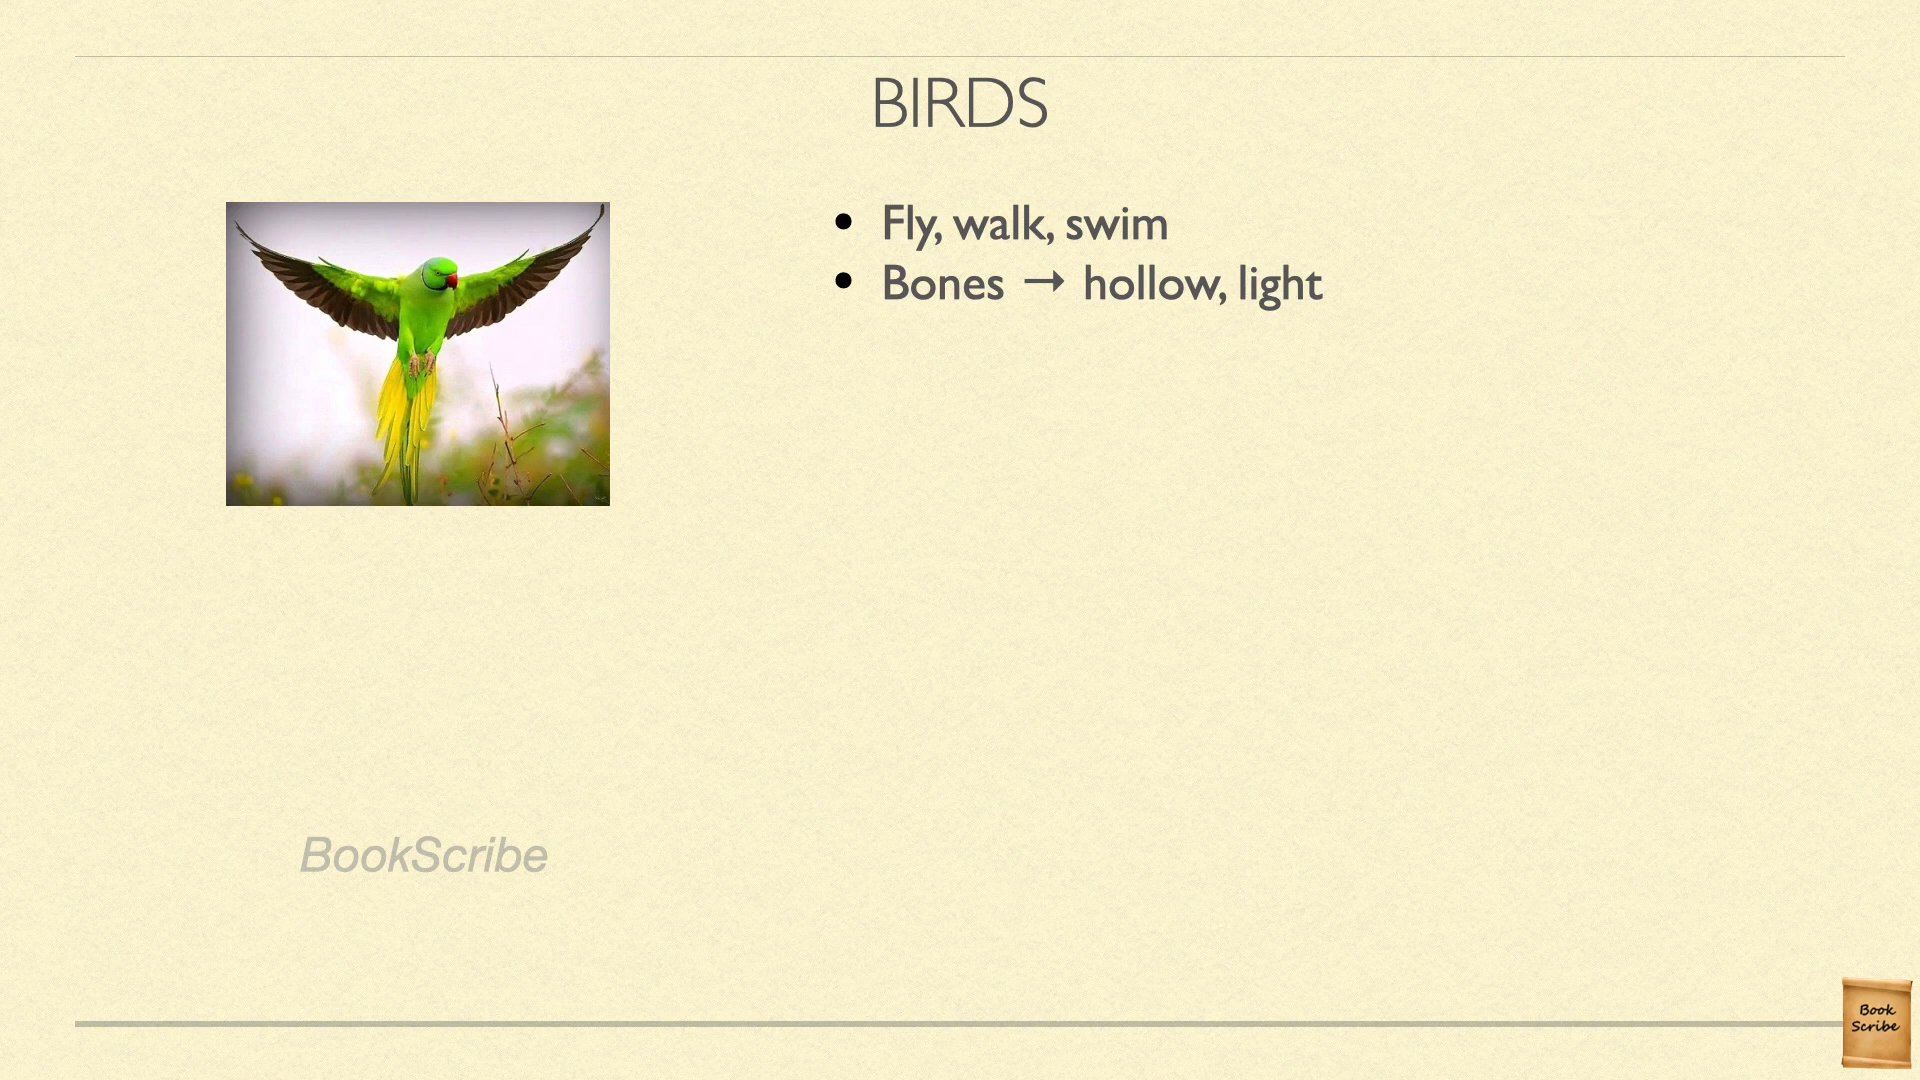 BIRDS
• Fly, walk, swim
• Bones → hollow, light
BookScribe
Book
Scribe